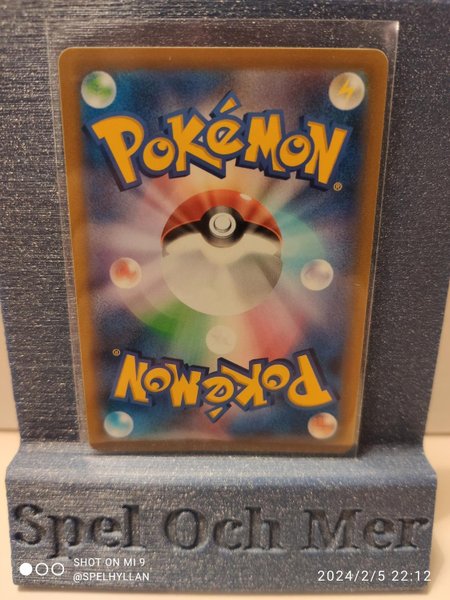 POKéMON®
POKéMON®
Spel Och Mer
SHOT ON MI 9
@SPELHYLLAN
2024/2/5 22:12